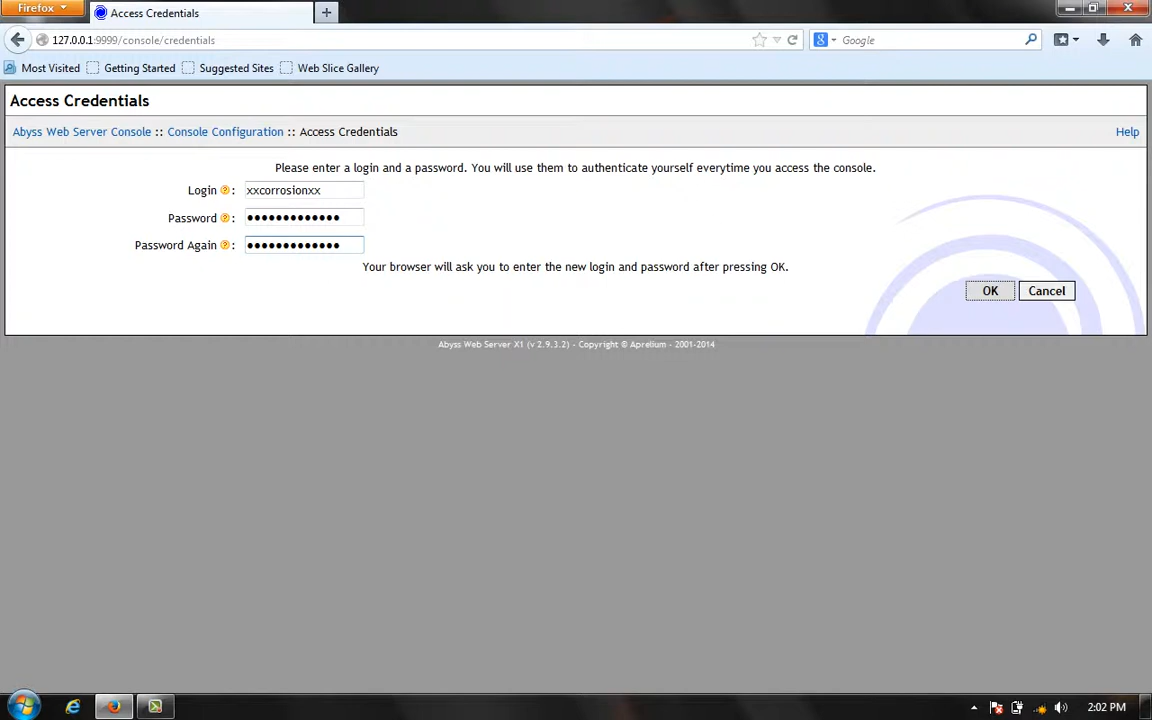 Firefox
Access Credentials
127.0.0.1:9999/console/credentials
Google
Most Visited
Getting Started
Suggested Sites
Web Slice Gallery
Access Credentials
Abyss Web Server Console :: Console Configuration :: Access Credentials
Help
Please enter a login and a password. You will use them to authenticate yourself everytime you access the console.
Login ? : xxcorrosionxx
Password ? : •••••••••••••
Password Again ? : •••••••••••••
Your browser will ask you to enter the new login and password after pressing OK.
OK
Cancel
Abyss Web Server X1 (v 2.9.3.2) - Copyright © Aprelium - 2001-2014
2:02 PM